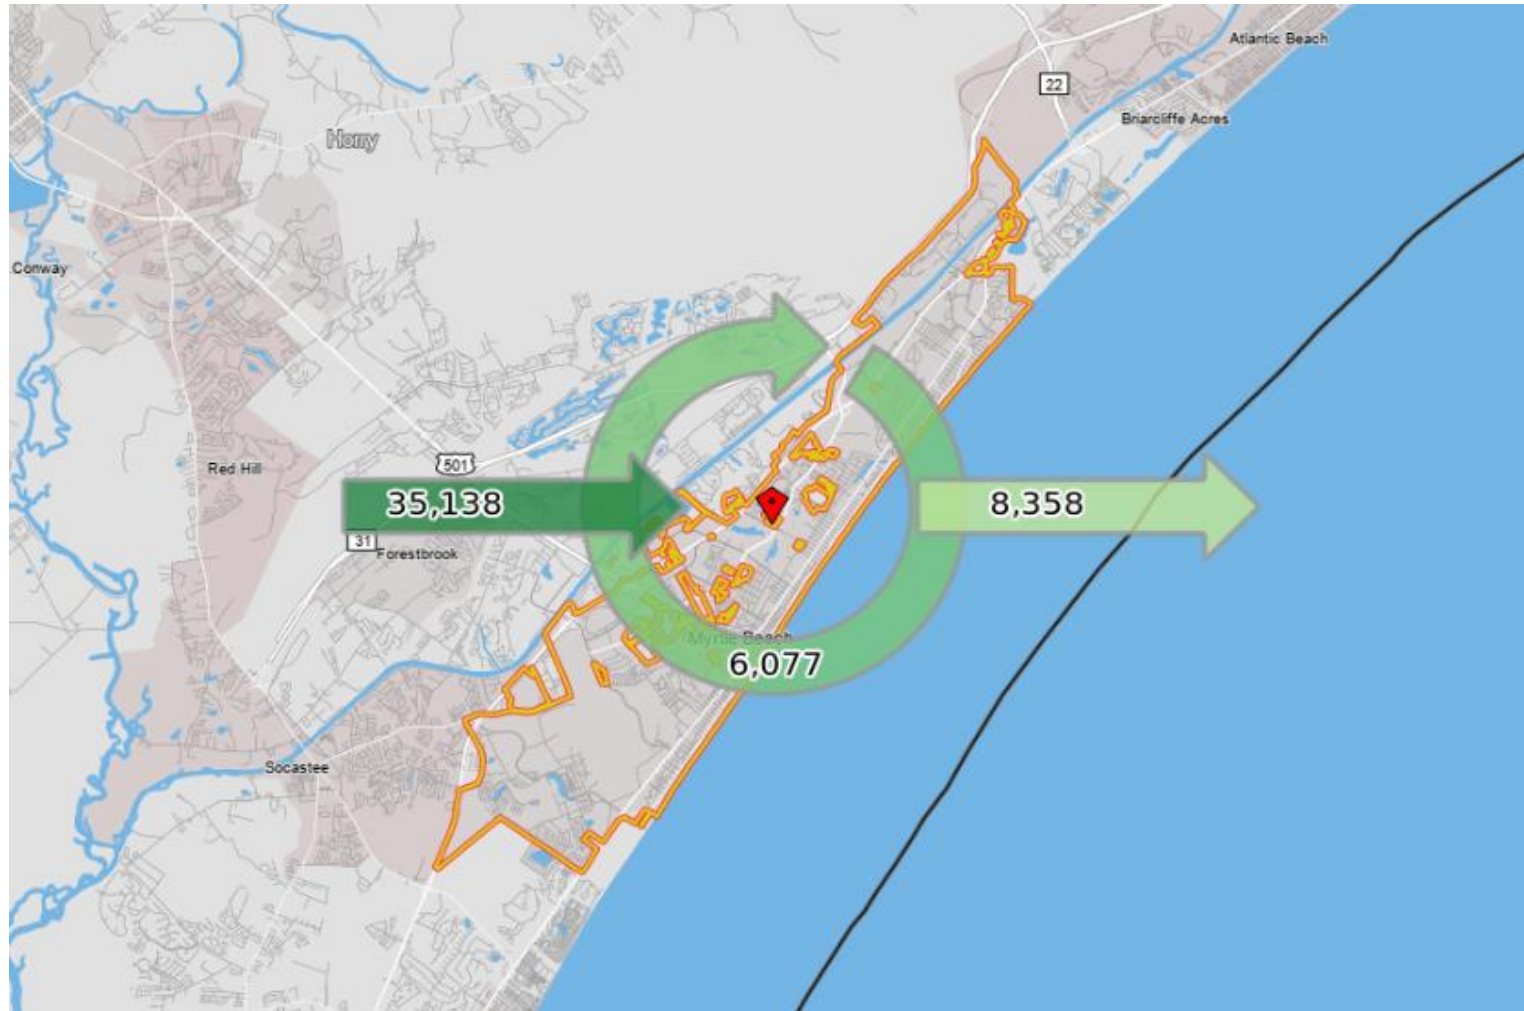 Atlantic Beach
22
Briarcliffe Acres
Horry
Conway
Red Hill
501
35,138
8,358
31
Forestbrook
Myrtle Beach
6,077
Socastee